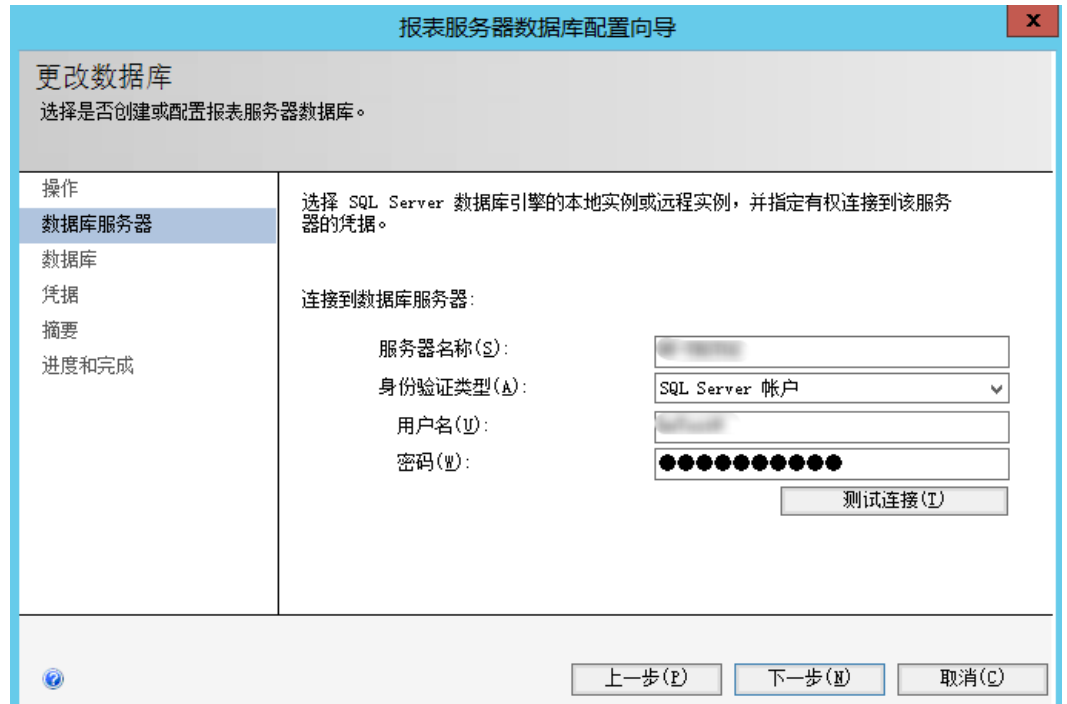 报表服务器数据库配置向导
x
更改数据库
选择是否创建或配置报表服务器数据库。
操作
数据库服务器
数据库
凭据
摘要
进度和完成
选择 SQL Server 数据库引擎的本地实例或远程实例，并指定有权连接到该服务
器的凭据。
连接到数据库服务器:
服务器名称(S):
身份验证类型(A):
SQL Server 帐户
用户名(U):
密码(W):
●●●●●●●●●●
测试连接(T)
上一步(P)
下一步(N)
取消(C)